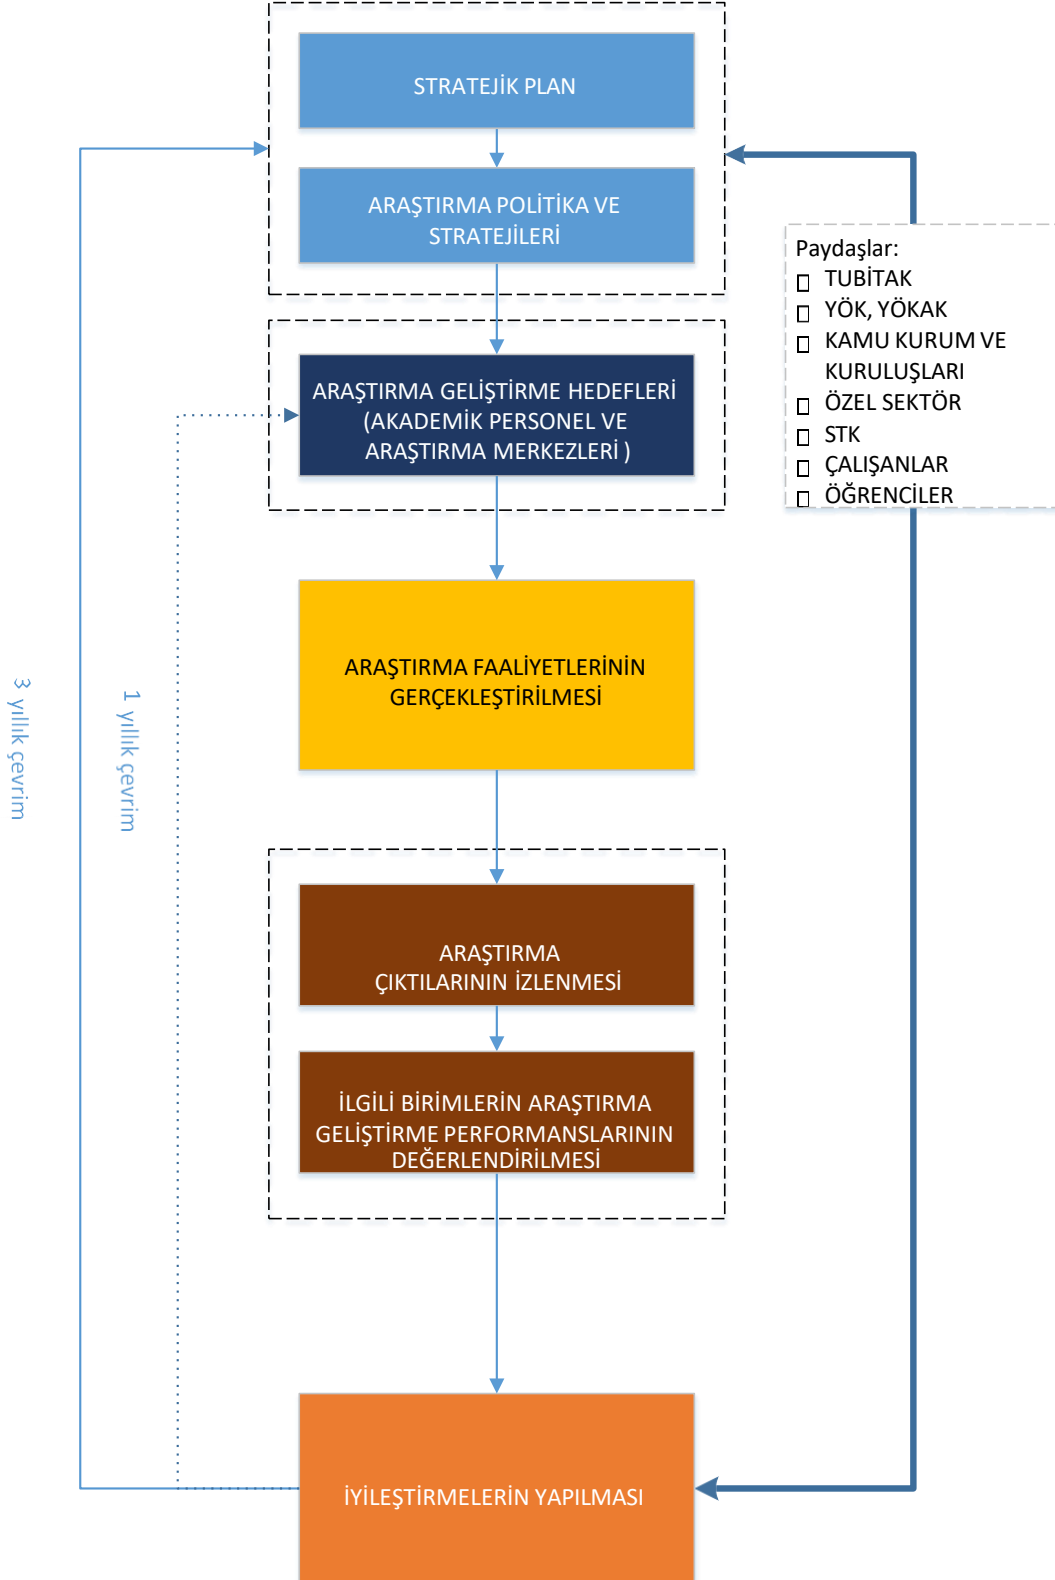 STRATEJİK PLAN
ARAŞTIRMA POLİTİKA VE
STRATEJİLERİ
Paydaşlar:
TUBİTAK
YÖK, YÖKAK
KAMU KURUM VE
KURULUŞLARI
ÖZEL SEKTÖR
STK
ÇALIŞANLAR
ÖĞRENCİLER
ARAŞTIRMA GELİŞTİRME HEDEFLERİ
(AKADEMİK PERSONEL VE
ARAŞTIRMA MERKEZLERİ )
ARAŞTIRMA FAALİYETLERİNİN
GERÇEKLEŞTİRİLMESİ
3 yıllık çevrim
1 yıllık çevrim
ARAŞTIRMA
ÇIKTILARININ İZLENMESİ
İLGİLİ BİRİMLERİN ARAŞTIRMA
GELİŞTİRME PERFORMANSLARININ
DEĞERLENDİRİLMESİ
İYİLEŞTİRMELERİN YAPILMASI